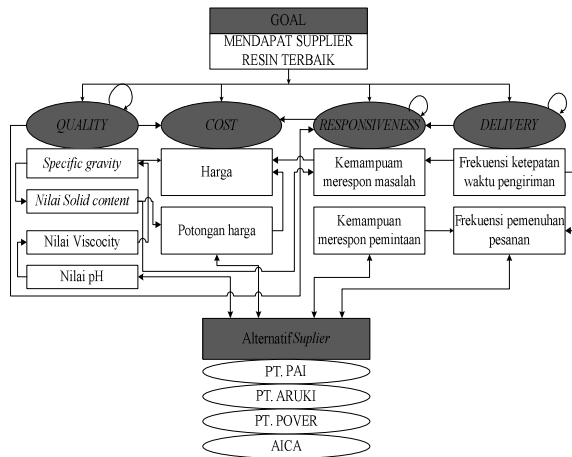 GOAL
MENDAPAT SUPPLIER
RESIN TERBAIK
QUALITY
COST
RESPONSIVENESS
DELIVERY
Specific gravity
Harga
Kemampuam
merespon masalah
Frekuensi ketepatan
waktu pengiriman
Nilai Solid content
Nilai Viscocity
Potongan harga
Kemampuan
merespon pemintaan
Frekuensi pemenuhan
pesanan
Nilai pH
Alternatif Suplier
PT. PAI
PT. ARUKI
PT. POVER
AICA